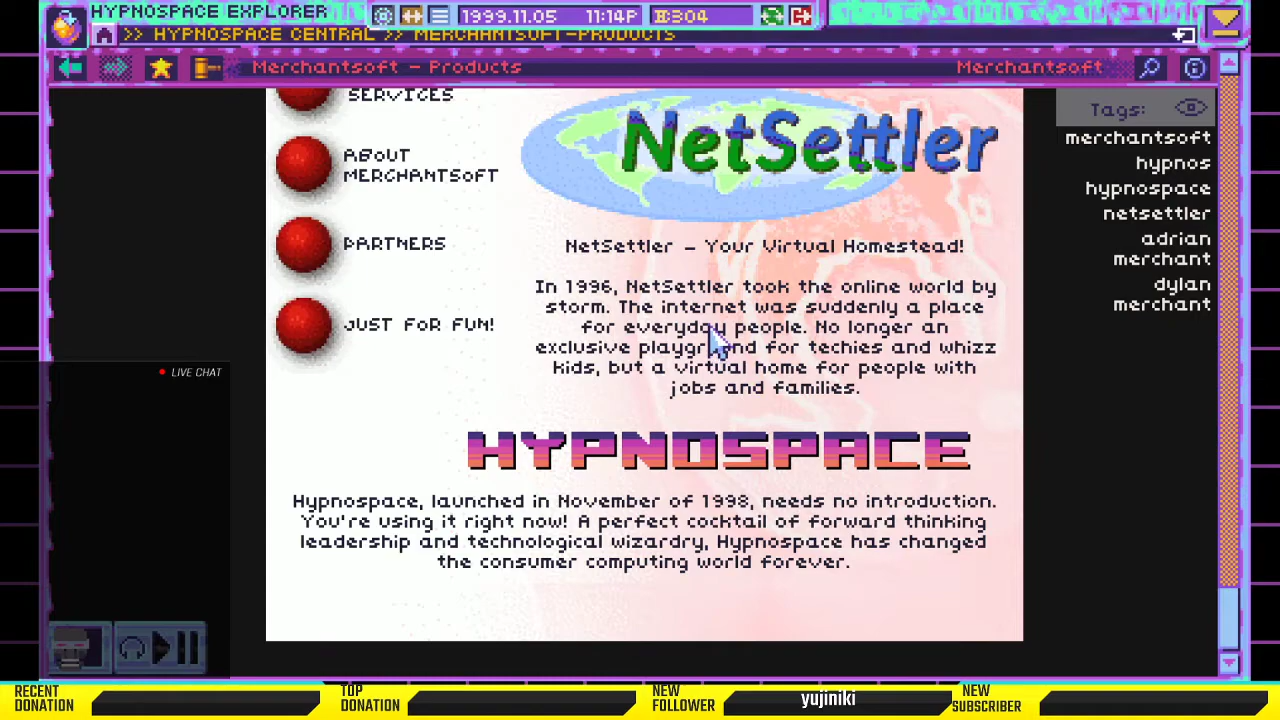 HYPNOSPACE EXPLORER
1999.11.05 11:14P 304
>> HYPNOSPACE CENTRAL >> MERCHANTSOFT-PRODUCTS
Merchantsoft - Products
Merchantsoft
SERVICES
ABOUT
MERCHANTSOFT
PARTNERS
JUST FOR FUN!
NetSettler
NetSettler - Your Virtual Homestead!
In 1996, NetSettler took the online world by
storm. The internet was suddenly a place
for everyday people. No longer an
exclusive playground for techies and whizz
kids, but a virtual home for people with
jobs and families.
HYPNOSPACE
Hypnospace, launched in November of 1998, needs no introduction.
You're using it right now! A perfect cocktail of forward thinking
leadership and technological wizardry, Hypnospace has changed
the consumer computing world forever.
Tags:
merchantsoft
hypnos
hypnospace
netsettler
adrian
merchant
dylan
merchant
LIVE CHAT
RECENT
DONATION
TOP
DONATION
NEW
FOLLOWER
yujiniki
NEW
SUBSCRIBER